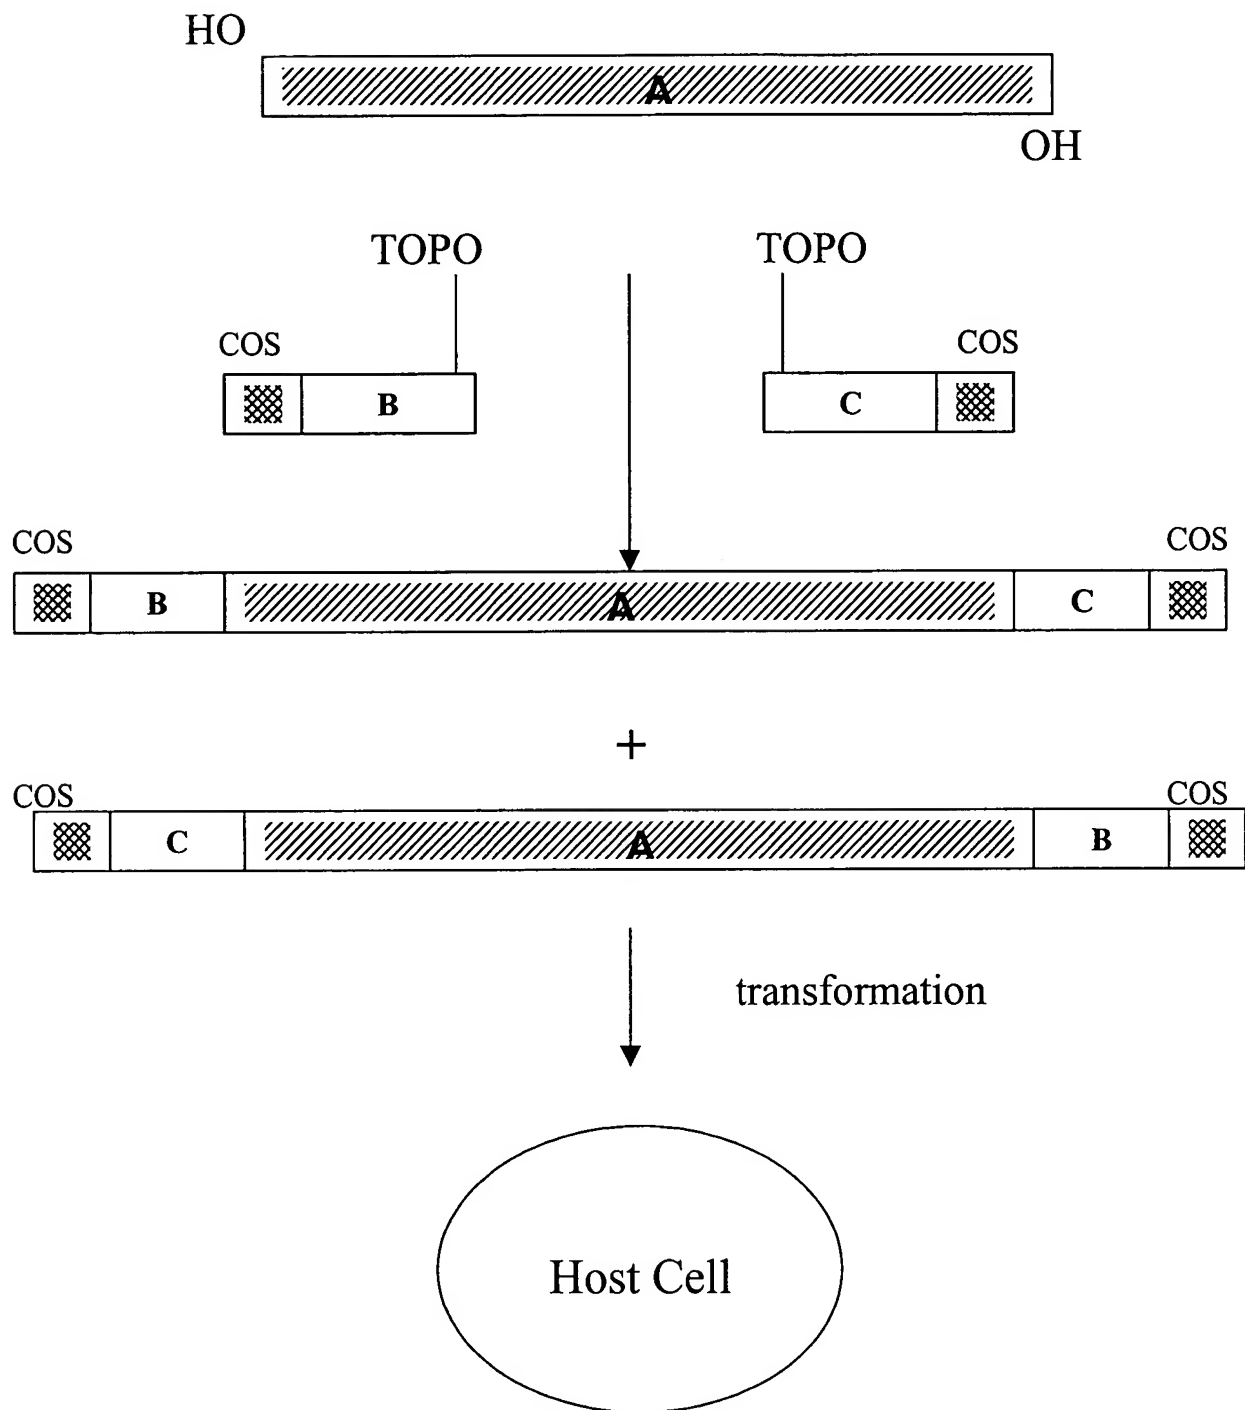 HO
A
OH
TOPO TOPO
COS COS
B C
COS COS
B A C
+
COS COS
C A B
transformation
Host Cell